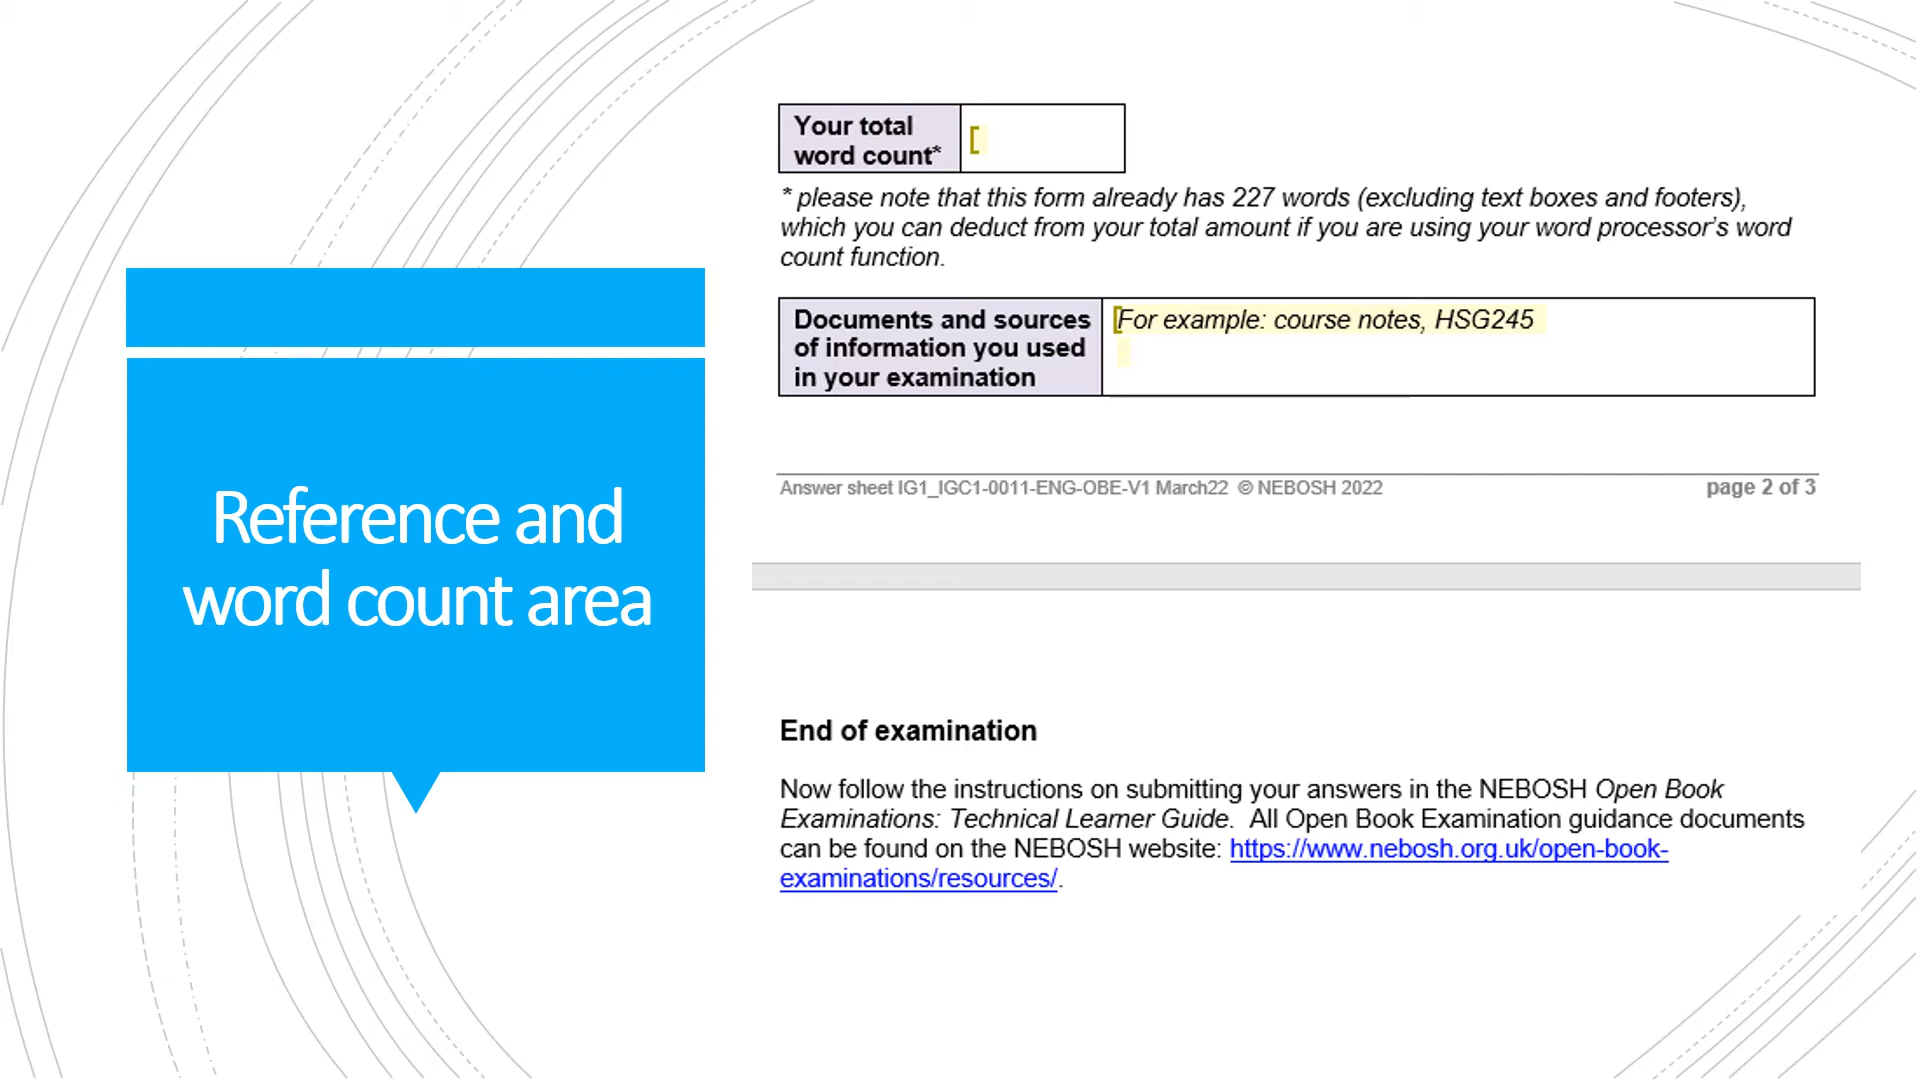 Reference and
word count area
Your total
word count*
[
* please note that this form already has 227 words (excluding text boxes and footers),
which you can deduct from your total amount if you are using your word processor’s word
count function.
Documents and sources
of information you used
in your examination
[For example: course notes, HSG245
Answer sheet IG1_IGC1-0011-ENG-OBE-V1 March22 © NEBOSH 2022
page 2 of 3
End of examination
Now follow the instructions on submitting your answers in the NEBOSH Open Book
Examinations: Technical Learner Guide. All Open Book Examination guidance documents
can be found on the NEBOSH website: https://www.nebosh.org.uk/open-book-
examinations/resources/.